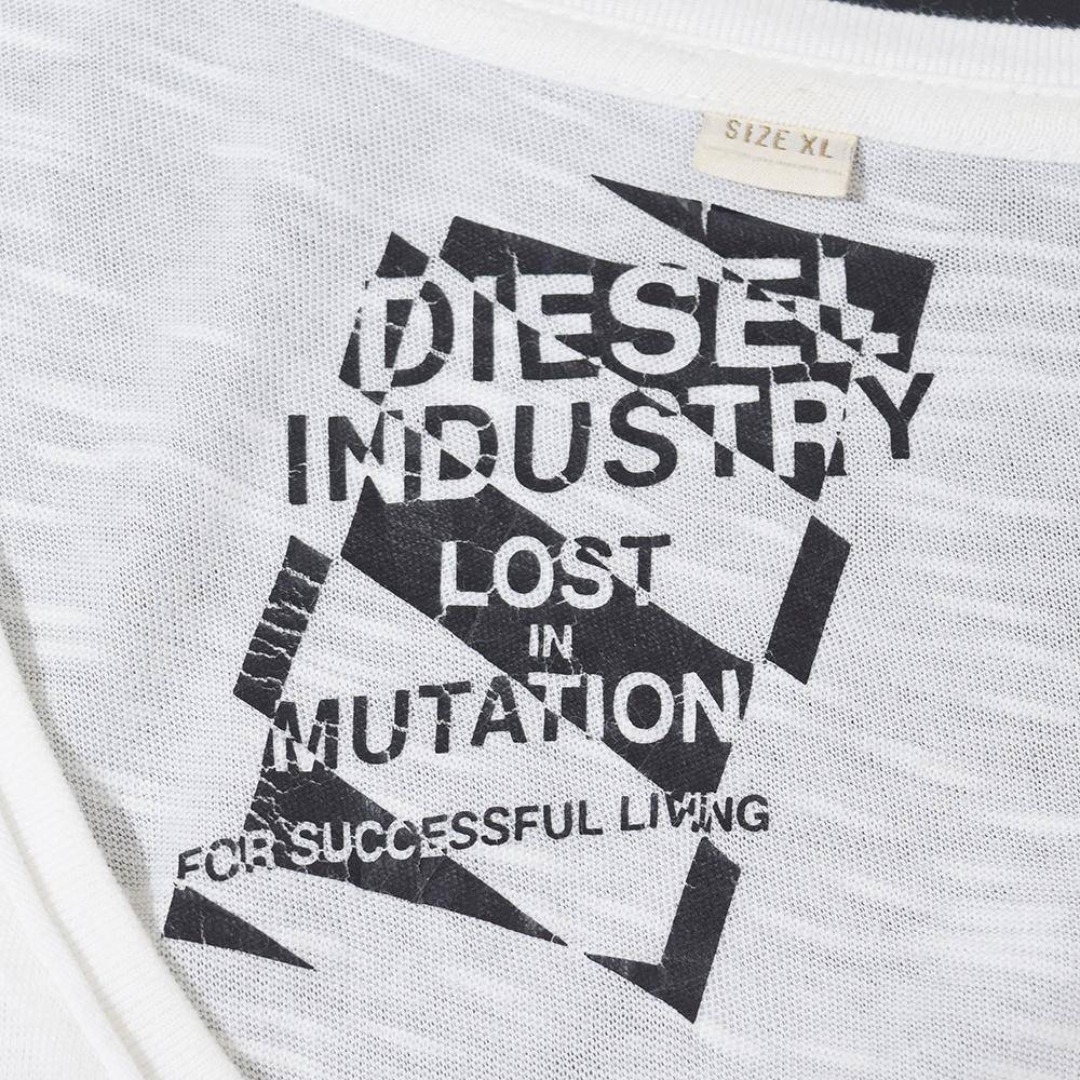 SIZE XL
DIESEL
INDUSTRY
LOST
IN
MUTATION
FOR SUCCESSFUL LIVING